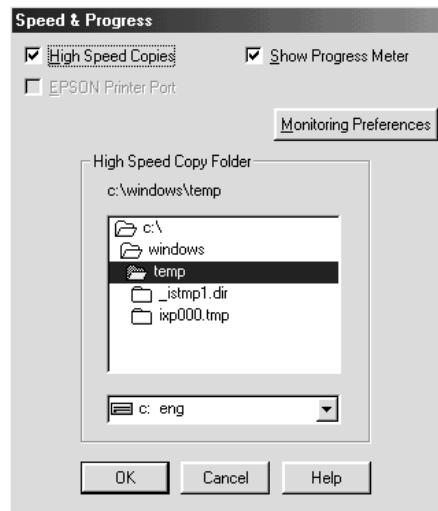 Speed & Progress
High Speed Copies
Show Progress Meter
EPSON Printer Port
Monitoring Preferences
High Speed Copy Folder
c:\windows\temp
c:\
windows
temp
_istmp1.dir
ixp000.tmp
c: eng
OK
Cancel
Help